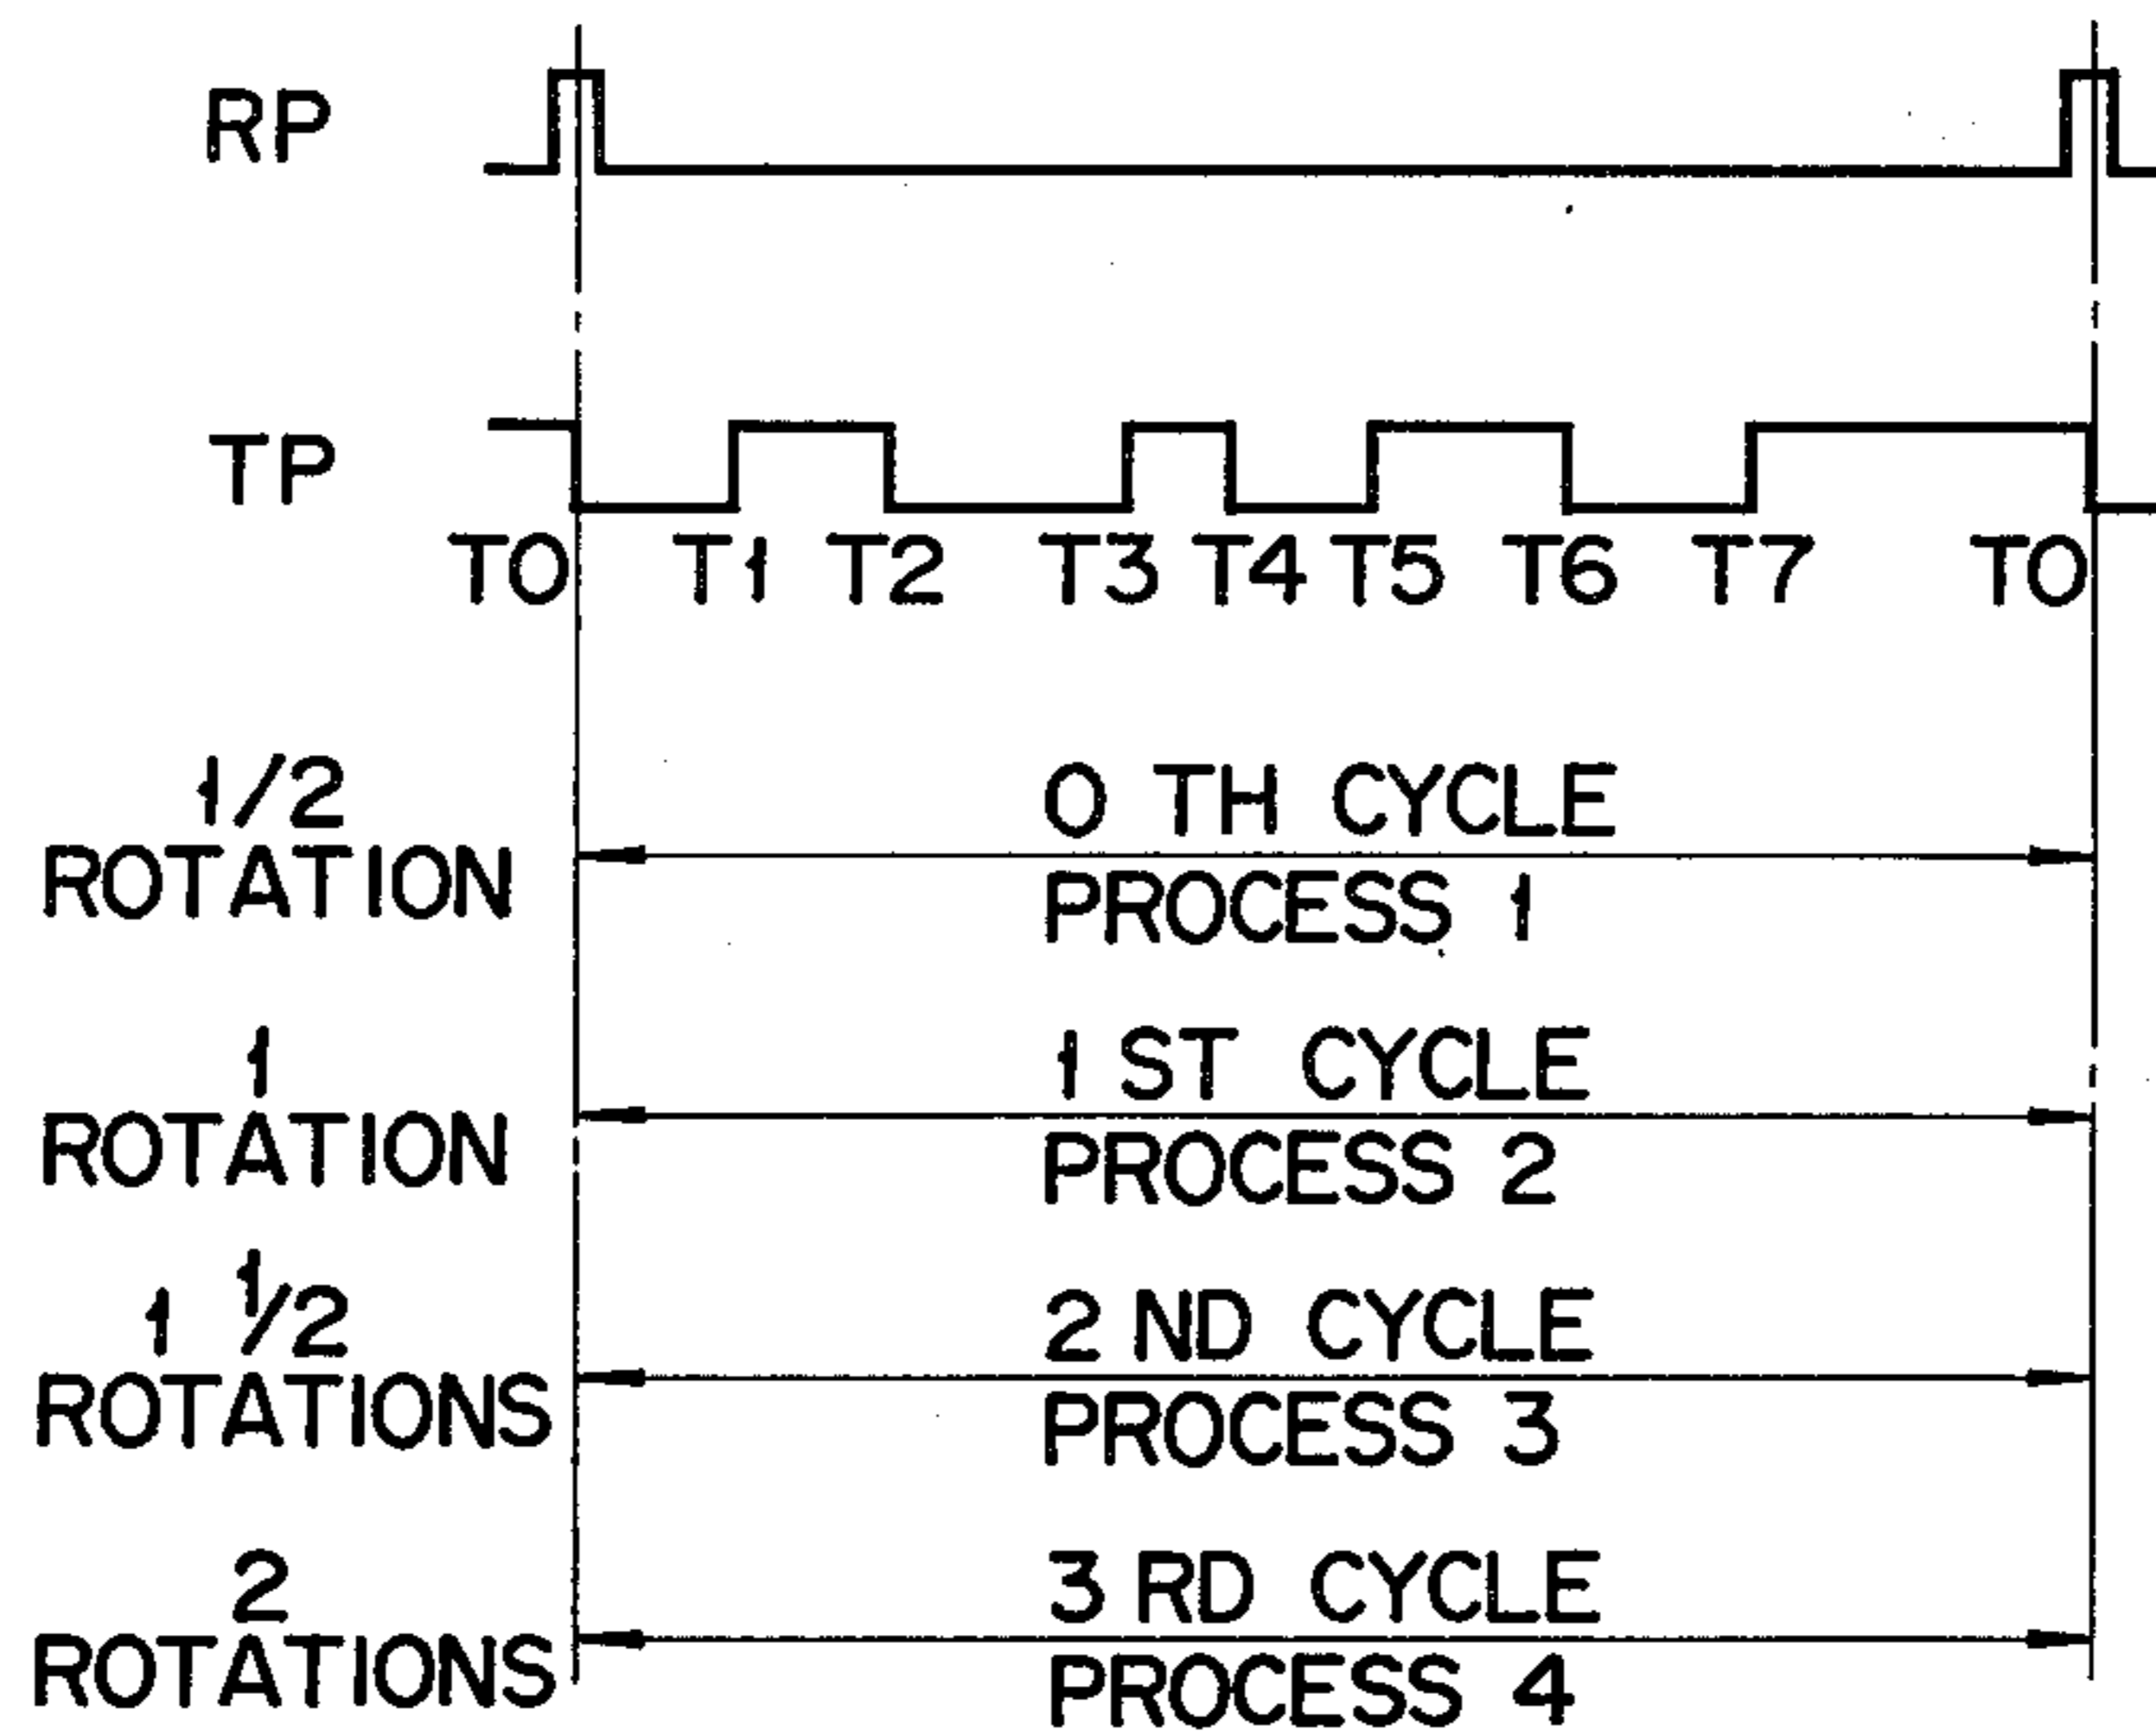 RP
TP
T0 T1 T2 T3 T4 T5 T6 T7 T0
1/2
ROTATION
0 TH CYCLE
PROCESS 1
1
ROTATION
1 ST CYCLE
PROCESS 2
1 1/2
ROTATIONS
2 ND CYCLE
PROCESS 3
2
ROTATIONS
3 RD CYCLE
PROCESS 4